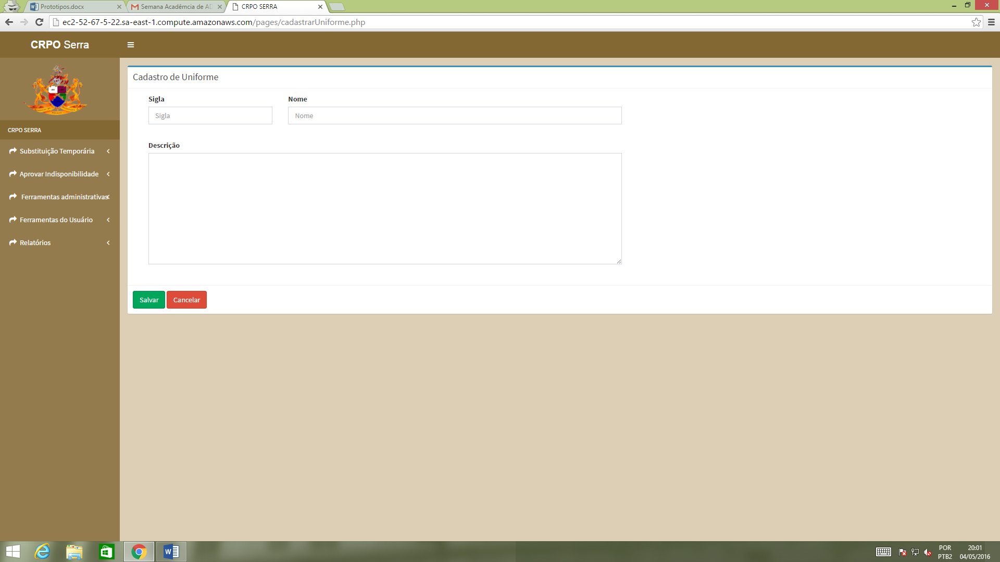 Prototipos.docx
Semana Acadêmcia de AD
CRPO SERRA
ec2-52-67-5-22.sa-east-1.compute.amazonaws.com/pages/cadastrarUniforme.php
CRPO Serra
CRPO SERRA
Substituição Temporária
Aprovar Indisponibilidade
Ferramentas administrativas
Ferramentas do Usuário
Relatórios
Cadastro de Uniforme
Sigla
Nome
Sigla
Nome
Descrição
Salvar
Cancelar
POR
PTB2
20:01
04/05/2016